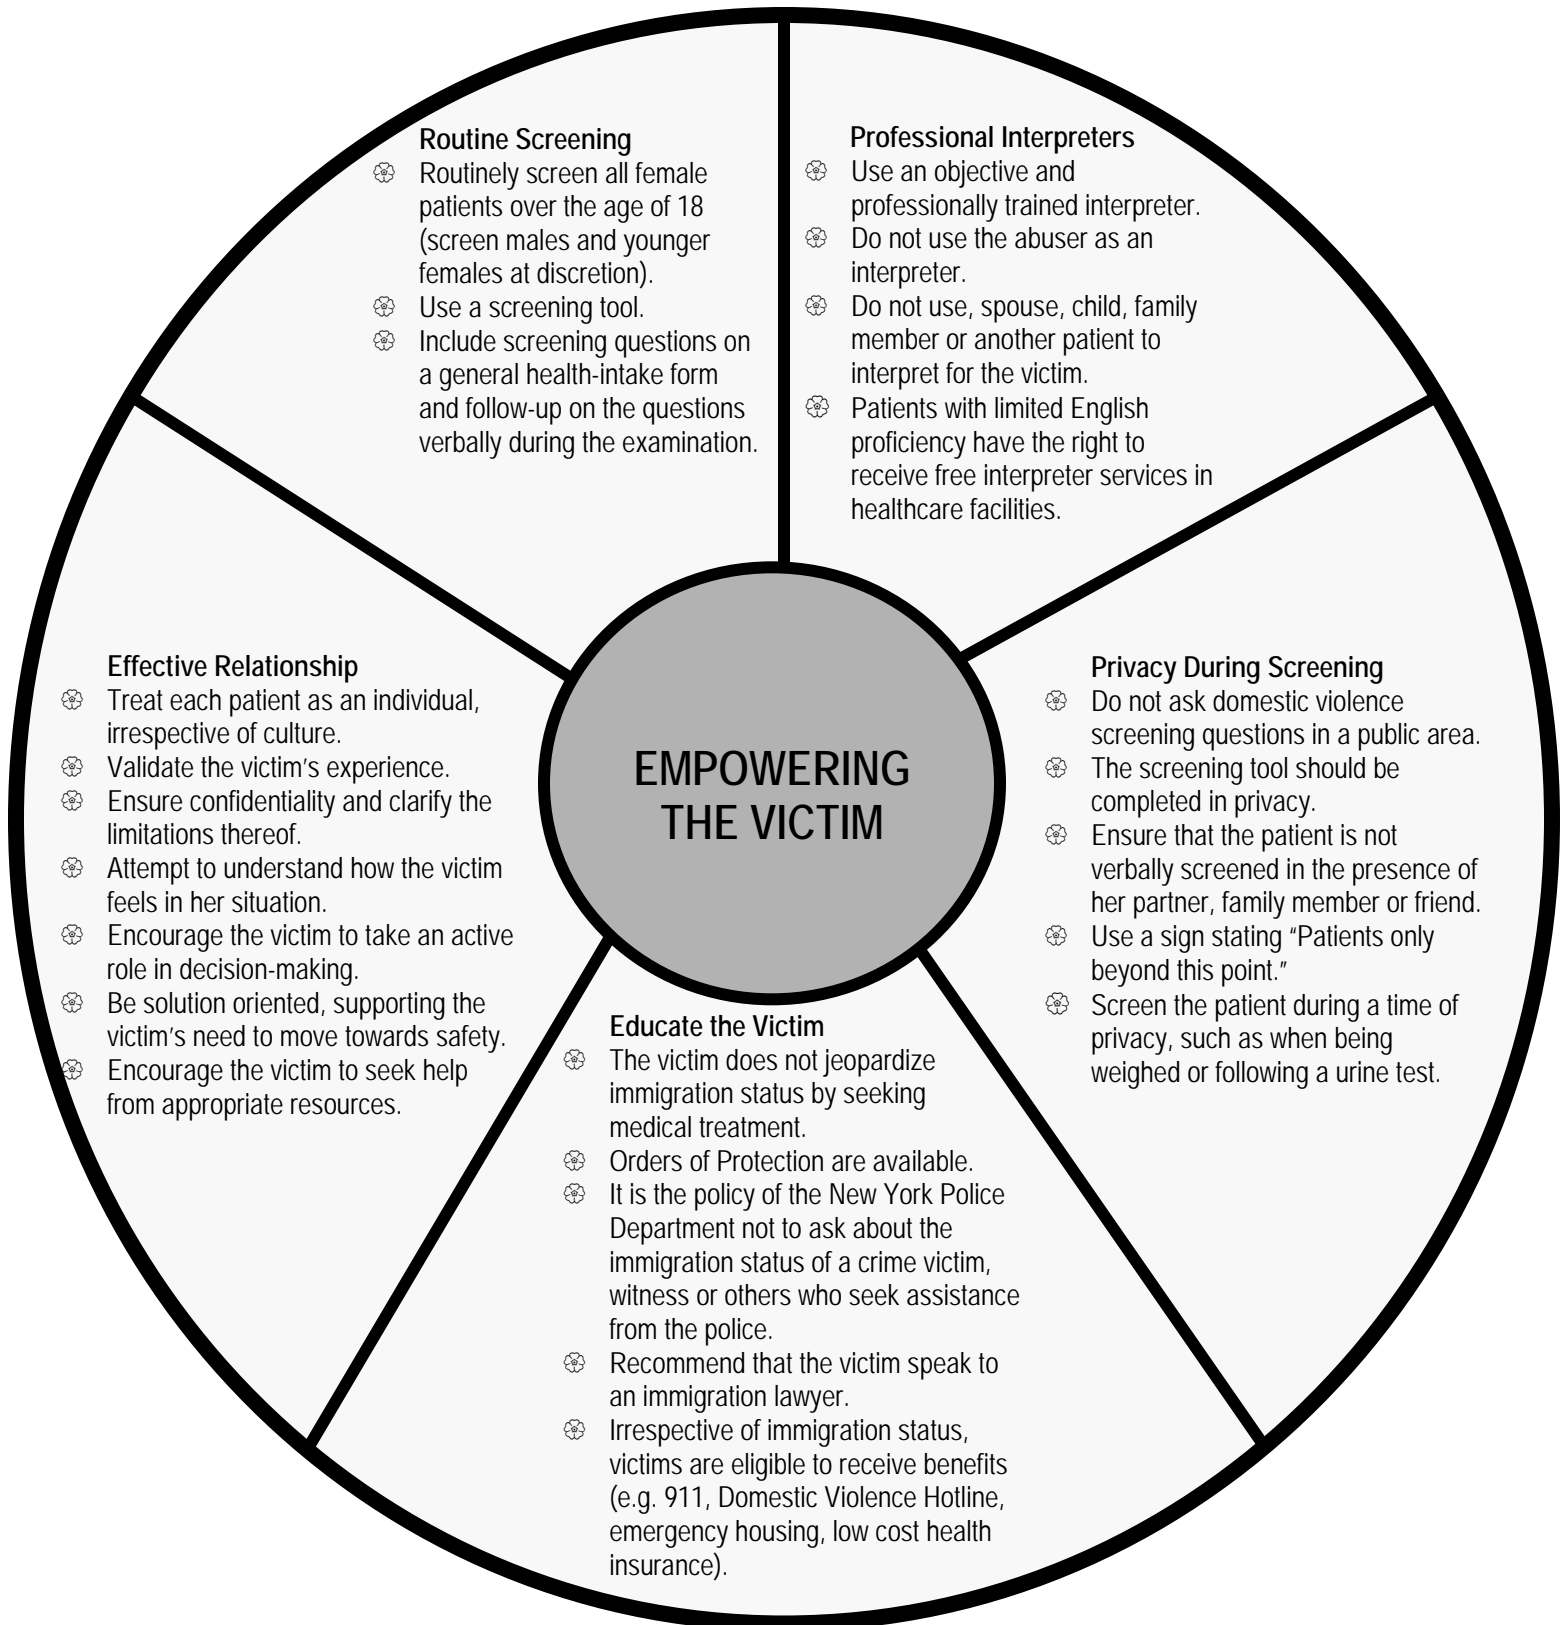 Routine Screening
Routinely screen all female
patients over the age of 18
(screen males and younger
females at discretion).
Use a screening tool.
Include screening questions on
a general health-intake form
and follow-up on the questions
verbally during the examination.
Professional Interpreters
Use an objective and
professionally trained interpreter.
Do not use the abuser as an
interpreter.
Do not use, spouse, child, family
member or another patient to
interpret for the victim.
Patients with limited English
proficiency have the right to
receive free interpreter services in
healthcare facilities.
Effective Relationship
Treat each patient as an individual,
irrespective of culture.
Validate the victim's experience.
Ensure confidentiality and clarify the
limitations thereof.
Attempt to understand how the victim
feels in her situation.
Encourage the victim to take an active
role in decision-making.
Be solution oriented, supporting the
victim's need to move towards safety.
Encourage the victim to seek help
from appropriate resources.
EMPOWERING
THE VICTIM
Privacy During Screening
Do not ask domestic violence
screening questions in a public area.
The screening tool should be
completed in privacy.
Ensure that the patient is not
verbally screened in the presence of
her partner, family member or friend.
Use a sign stating “Patients only
beyond this point.”
Screen the patient during a time of
privacy, such as when being
weighed or following a urine test.
Educate the Victim
The victim does not jeopardize
immigration status by seeking
medical treatment.
Orders of Protection are available.
It is the policy of the New York Police
Department not to ask about the
immigration status of a crime victim,
witness or others who seek assistance
from the police.
Recommend that the victim speak to
an immigration lawyer.
Irrespective of immigration status,
victims are eligible to receive benefits
(e.g. 911, Domestic Violence Hotline,
emergency housing, low cost health
insurance).